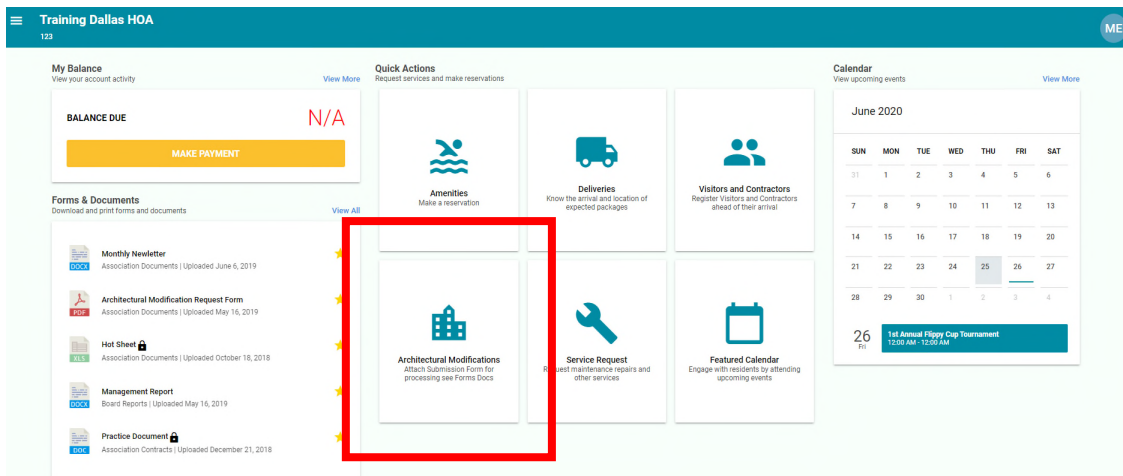 Training Dallas HOA
123
ME
My Balance
View your account activity
View More
BALANCE DUE
N/A
MAKE PAYMENT
Forms & Documents
Download and print forms and documents
View All
DOCX
Monthly Newletter
Association Documents | Uploaded June 6, 2019
PDF
Architectural Modification Request Form
Association Documents | Uploaded May 16, 2019
XLS
Hot Sheet
Association Documents | Uploaded October 18, 2018
DOCX
Management Report
Board Reports | Uploaded May 16, 2019
DOC
Practice Document
Association Contracts | Uploaded December 21, 2018
Quick Actions
Request services and make reservations
Amenities
Make a reservation
Deliveries
Know the arrival and location of
expected packages
Visitors and Contractors
Register Visitors and Contractors
ahead of their arrival
Architectural Modifications
Attach Submission Form for
processing see Forms Docs
Service Request
maintenance repairs and
other services
Featured Calendar
Engage with residents by attending
upcoming events
Calendar
View upcoming events
View More
June 2020
SUN MON TUE WED THU FRI SAT
31 1 2 3 4 5 6
7 8 9 10 11 12 13
14 15 16 17 18 19 20
21 22 23 24 25 26 27
28 29 30 1 2 3 4
26
Fri
1st Annual Flippy Cup Tournament
12:00 AM - 12:00 AM